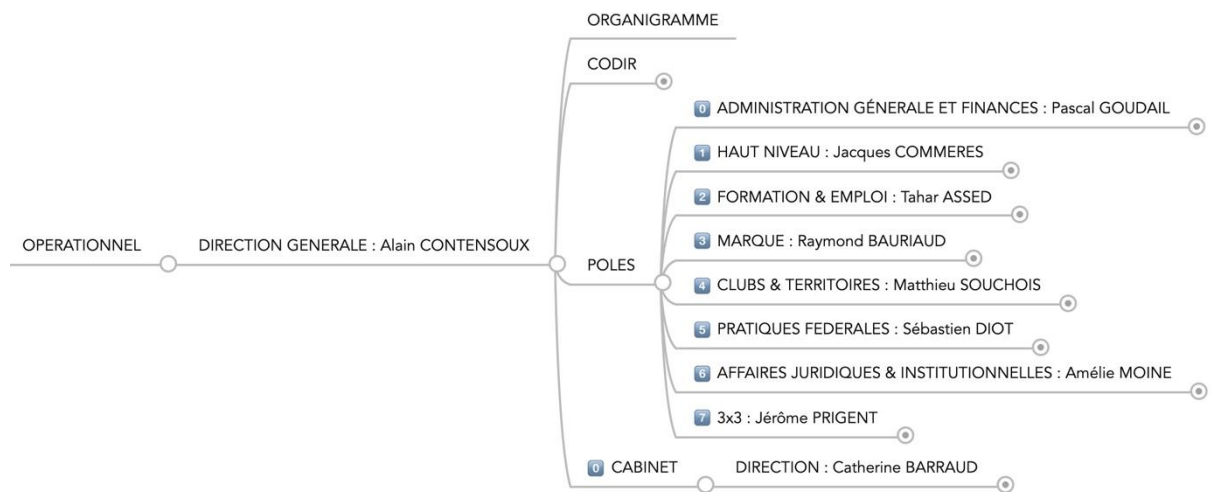 ORGANIGRAMME
CODIR
0 ADMINISTRATION GÉNERALE ET FINANCES : Pascal GOUDAIL
1 HAUT NIVEAU : Jacques COMMERES
2 FORMATION & EMPLOI : Tahar ASSED
OPERATIONNEL
DIRECTION GENERALE : Alain CONTENSOUX
POLES
3 MARQUE : Raymond BAURIAUD
4 CLUBS & TERRITOIRES : Matthieu SOUCHOIS
5 PRATIQUES FEDERALES : Sébastien DIOT
6 AFFAIRES JURIDIQUES & INSTITUTIONNELLES : Amélie MOINE
7 3x3 : Jérôme PRIGENT
0 CABINET
DIRECTION : Catherine BARRAUD